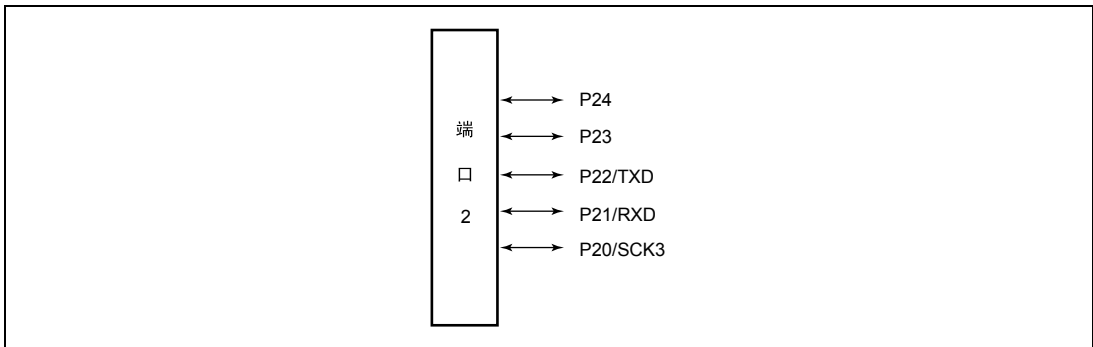 端口2
P24
P23
P22/TXD
P21/RXD
P20/SCK3